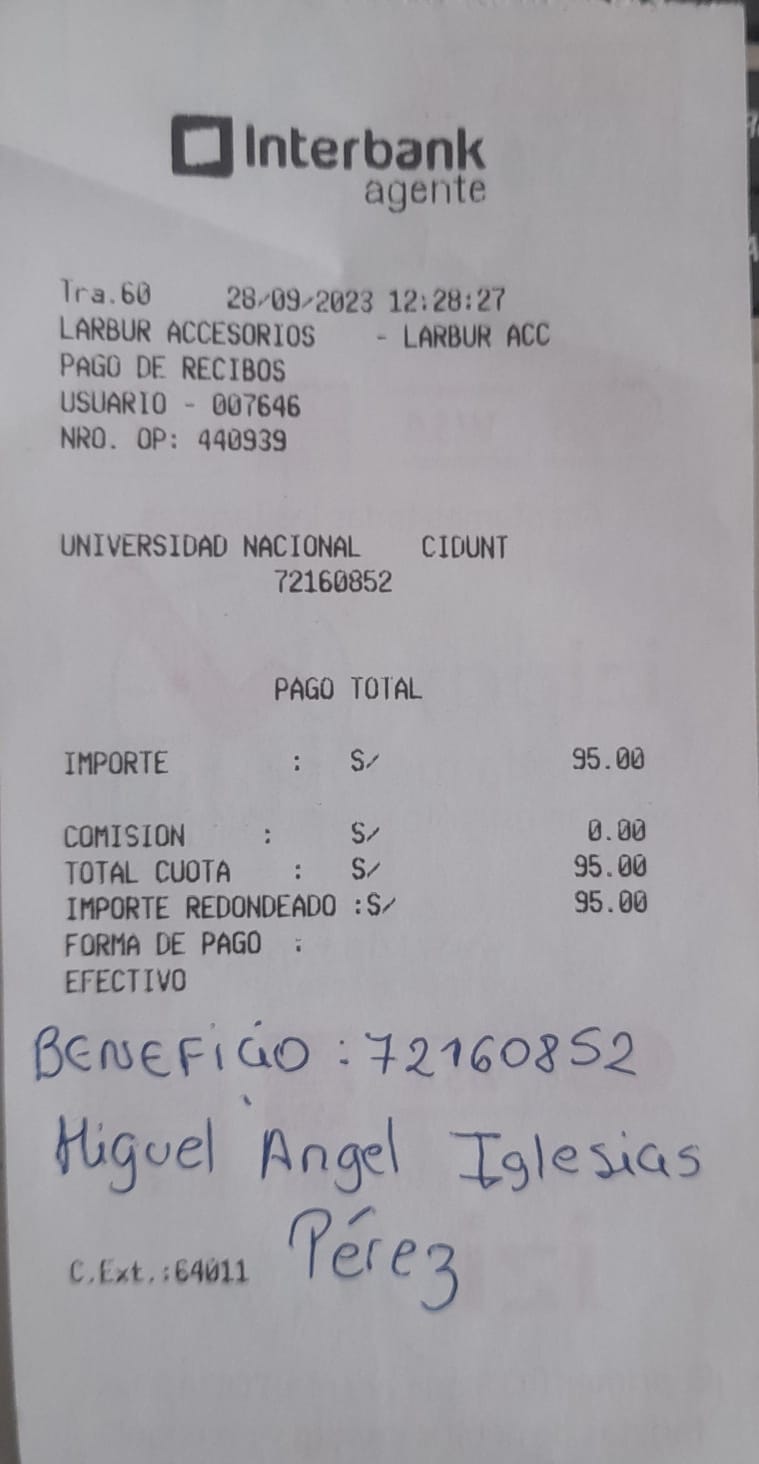 Interbank
agente
Tra.60 28/09/2023 12:28:27
LARBUR ACCESORIOS - LARBUR ACC
PAGO DE RECIBOS
USUARIO - 007646
NRO. OP: 440939
UNIVERSIDAD NACIONAL CIDUNT
72160852
PAGO TOTAL
IMPORTE : S/ 95.00
COMISION : S/ 0.00
TOTAL CUOTA : S/ 95.00
IMPORTE REDONDEADO :S/ 95.00
FORMA DE PAGO :
EFECTIVO
BENEFICIO : 72160852
Miguel Angel Iglesias
Pérez
C.Ext.:64011